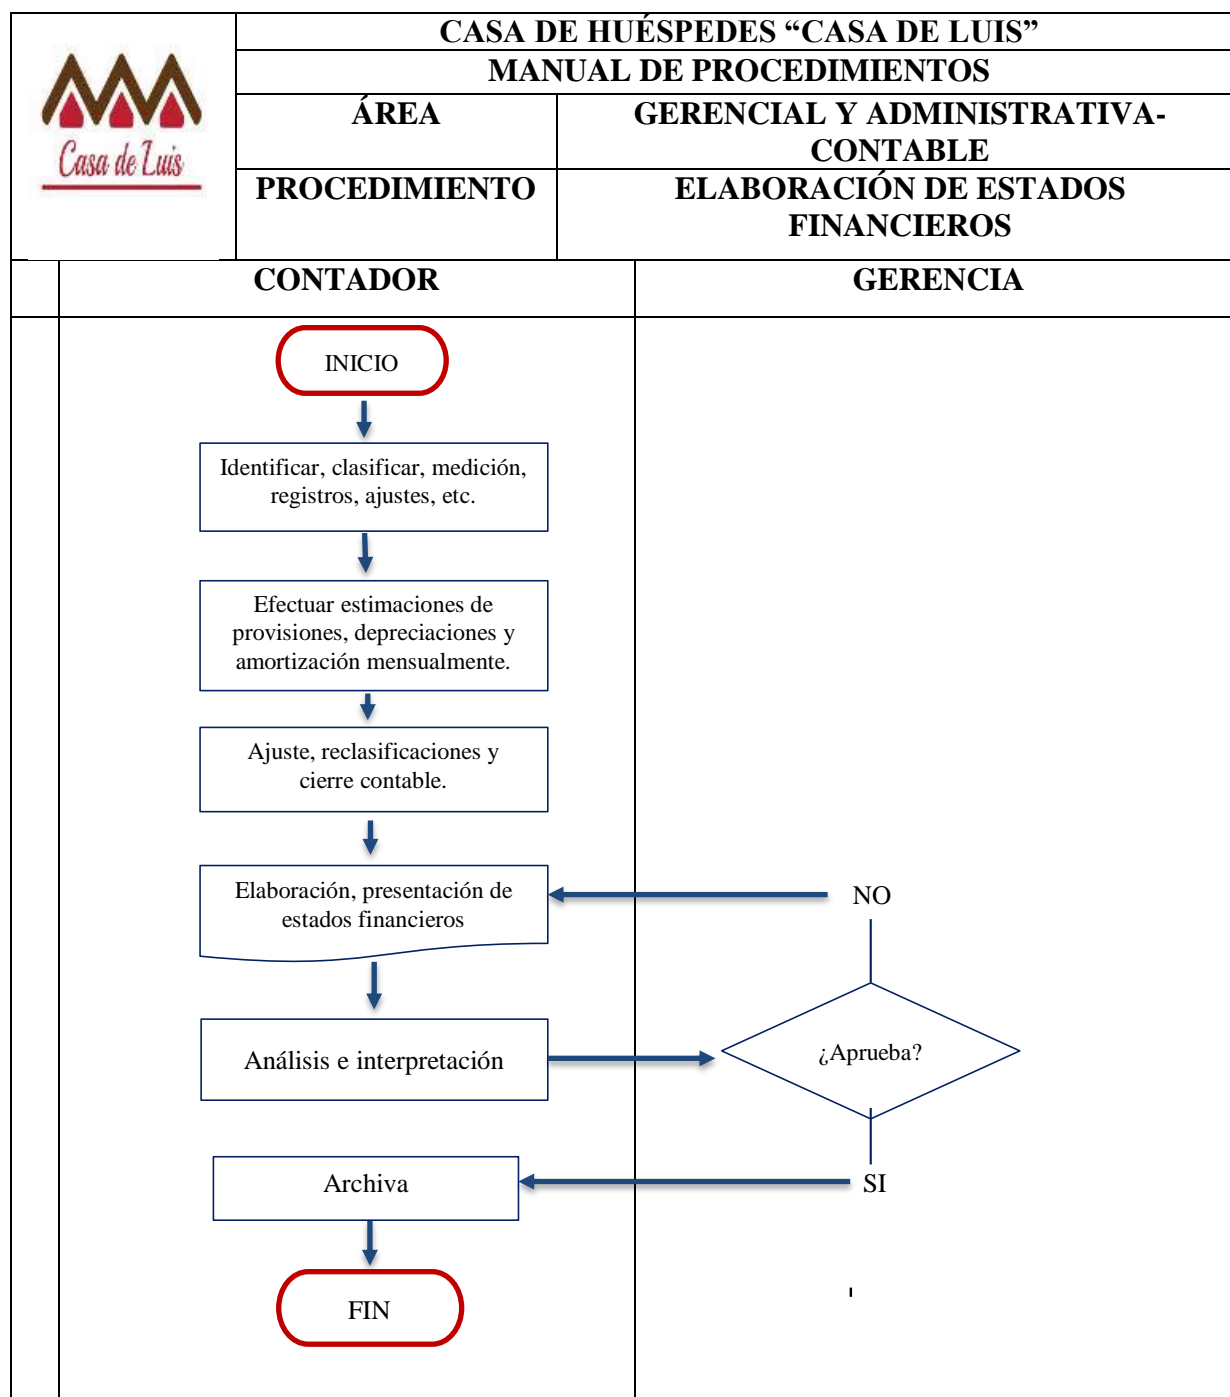 Casa de Luis
CASA DE HUÉSPEDES “CASA DE LUIS”
MANUAL DE PROCEDIMIENTOS
ÁREA
GERENCIAL Y ADMINISTRATIVA-
CONTABLE
PROCEDIMIENTO
ELABORACIÓN DE ESTADOS
FINANCIEROS
CONTADOR
GERENCIA
INICIO
Identificar, clasificar, medición,
registros, ajustes, etc.
Efectuar estimaciones de
provisiones, depreciaciones y
amortización mensualmente.
Ajuste, reclasificaciones y
cierre contable.
Elaboración, presentación de
estados financieros
NO
Análisis e interpretación
¿Aprueba?
Archiva
SI
FIN